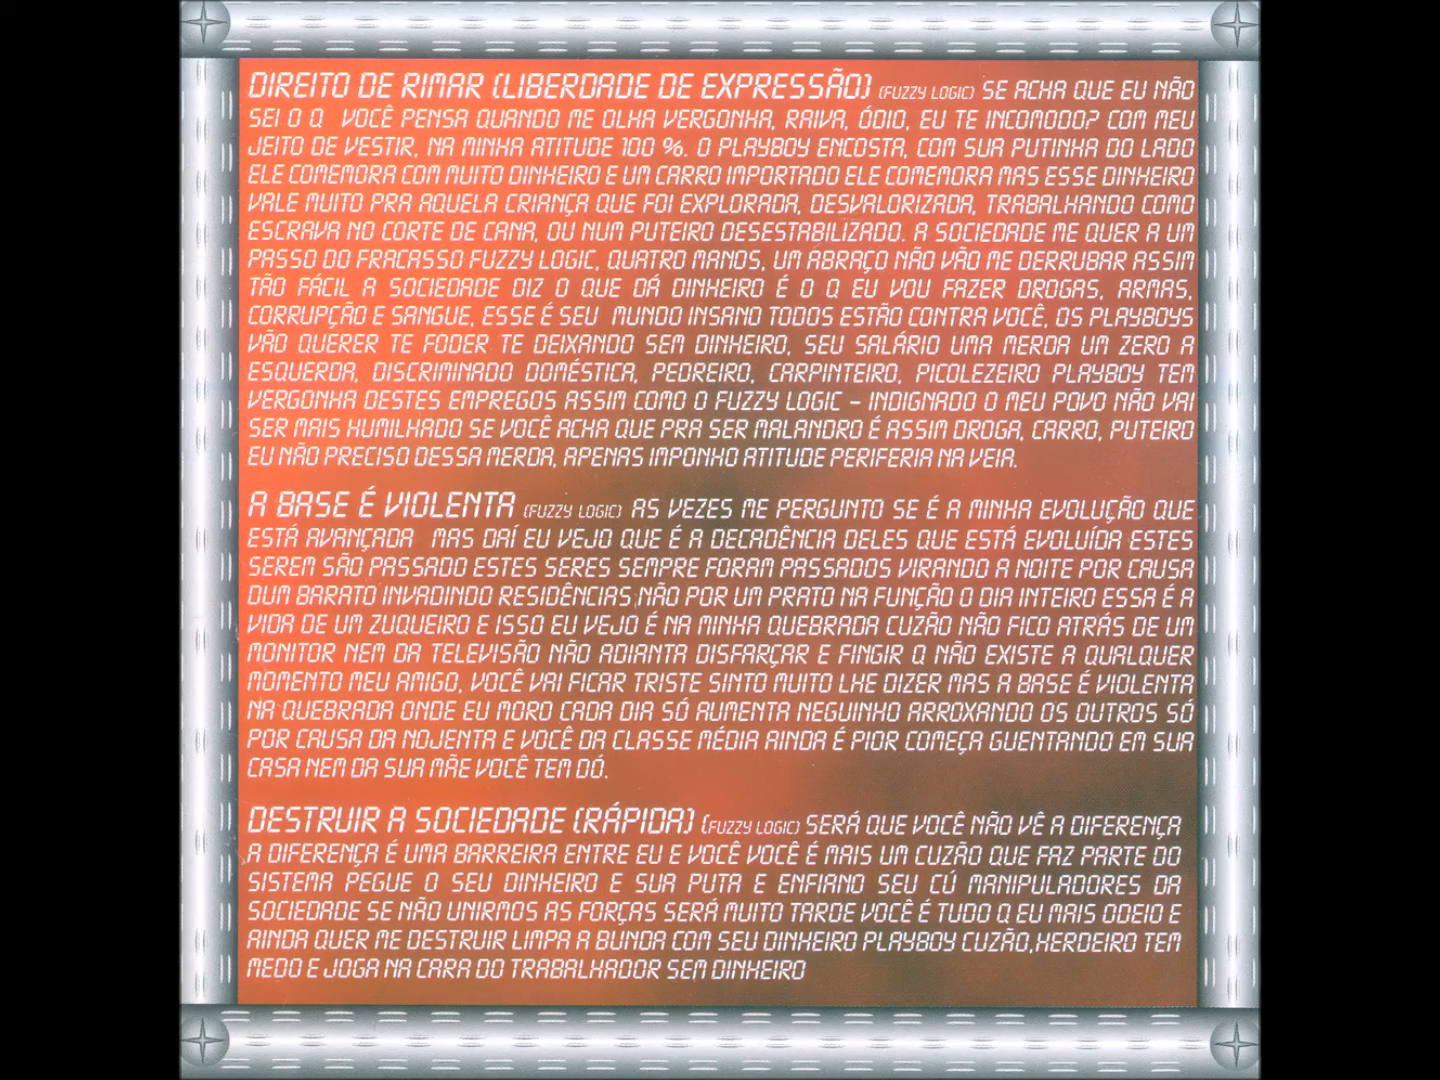 DIREITO DE RIMAR (LIBERDADE DE EXPRESSÃO) (FUZZY LOGIC) SE ACHA QUE EU NÃO
SEI O Q VOCÊ PENSA QUANDO ME OLHA VERGONHA, RAIVA, ÓDIO, EU TE INCOMODO? COM MEU
JEITO DE VESTIR, NA MINHA ATITUDE 100 %. O PLAYBOY ENCOSTA, COM SUA PUTINHA DO LADO
ELE COMEMORA COM MUITO DINHEIRO E UM CARRO IMPORTADO ELE COMEMORA MAS ESSE DINHEIRO
VALE MUITO PRA AQUELA CRIANÇA QUE FOI EXPLORADA, DESVALORIZADA, TRABALHANDO COMO
ESCRAVA NO CORTE DE CANA, OU NUM PUTEIRO DESESTABILIZADO. A SOCIEDADE ME QUER A UM
PASSO DO FRACASSO FUZZY LOGIC, QUATRO MANOS, UM ABRAÇO NÃO VÃO ME DERRUBAR ASSIM
TÃO FÁCIL A SOCIEDADE DIZ O QUE DÁ DINHEIRO É O Q EU VOU FAZER DROGAS, ARMAS,
CORRUPÇÃO E SANGUE, ESSE É SEU MUNDO INSANO TODOS ESTÃO CONTRA VOCÊ, OS PLAYBOYS
VÃO QUERER TE FODER TE DEIXANDO SEM DINHEIRO, SEU SALÁRIO UMA MERDA UM ZERO A
ESQUERDA, DISCRIMINADO DOMÉSTICA, PEDREIRO, CARPINTEIRO, PICOLEZEIRO PLAYBOY TEM
VERGONHA DESTES EMPREGOS ASSIM COMO O FUZZY LOGIC - INDIGNADO O MEU POVO NÃO VAI
SER MAIS HUMILHADO SE VOCÊ ACHA QUE PRA SER MALANDRO É ASSIM DROGA, CARRO, PUTEIRO
EU NÃO PRECISO DESSA MERDA, APENAS IMPONHO ATITUDE PERIFERIA NA VEIA.
A BASE É VIOLENTA (FUZZY LOGIC) AS VEZES ME PERGUNTO SE É A MINHA EVOLUÇÃO QUE
ESTÁ AVANÇADA MAS DAÍ EU VEJO QUE É A DECADÊNCIA DELES QUE ESTÁ EVOLUÍDA ESTES
SEREM SÃO PASSADO ESTES SERES SEMPRE FORAM PASSADOS VIRANDO A NOITE POR CAUSA
DUM BARATO INVADINDO RESIDÊNCIAS NÃO POR UM PRATO NA FUNÇÃO O DIA INTEIRO ESSA É A
VIDA DE UM ZUQUEIRO E ISSO EU VEJO É NA MINHA QUEBRADA CUZÃO NÃO FICO ATRÁS DE UM
MONITOR NEM DA TELEVISÃO NÃO ADIANTA DISFARÇAR E FINGIR Q NÃO EXISTE A QUALQUER
MOMENTO MEU AMIGO, VOCÊ VAI FICAR TRISTE SINTO MUITO LHE DIZER MAS A BASE É VIOLENTA
NA QUEBRADA ONDE EU MORO CADA DIA SÓ AUMENTA NEGUINHO ARROXANDO OS OUTROS SÓ
POR CAUSA DA NOJENTA E VOCÊ DA CLASSE MÉDIA AINDA É PIOR COMEÇA GUENTANDO EM SUA
CASA NEM DA SUA MÃE VOCÊ TEM DÓ.
DESTRUIR A SOCIEDADE (RÁPIDA) (FUZZY LOGIC) SERÁ QUE VOCÊ NÃO VÊ A DIFERENÇA
A DIFERENÇA É UMA BARREIRA ENTRE EU E VOCÊ VOCÊ É MAIS UM CUZÃO QUE FAZ PARTE DO
SISTEMA PEGUE O SEU DINHEIRO E SUA PUTA E ENFIANO SEU CÚ MANIPULADORES DA
SOCIEDADE SE NÃO UNIRMOS AS FORÇAS SERÁ MUITO TARDE VOCÊ É TUDO Q EU MAIS ODEIO E
AINDA QUER ME DESTRUIR LIMPA A BUNDA COM SEU DINHEIRO PLAYBOY CUZÃO,HERDEIRO TEM
MEDO E JOGA NA CARA DO TRABALHADOR SEM DINHEIRO